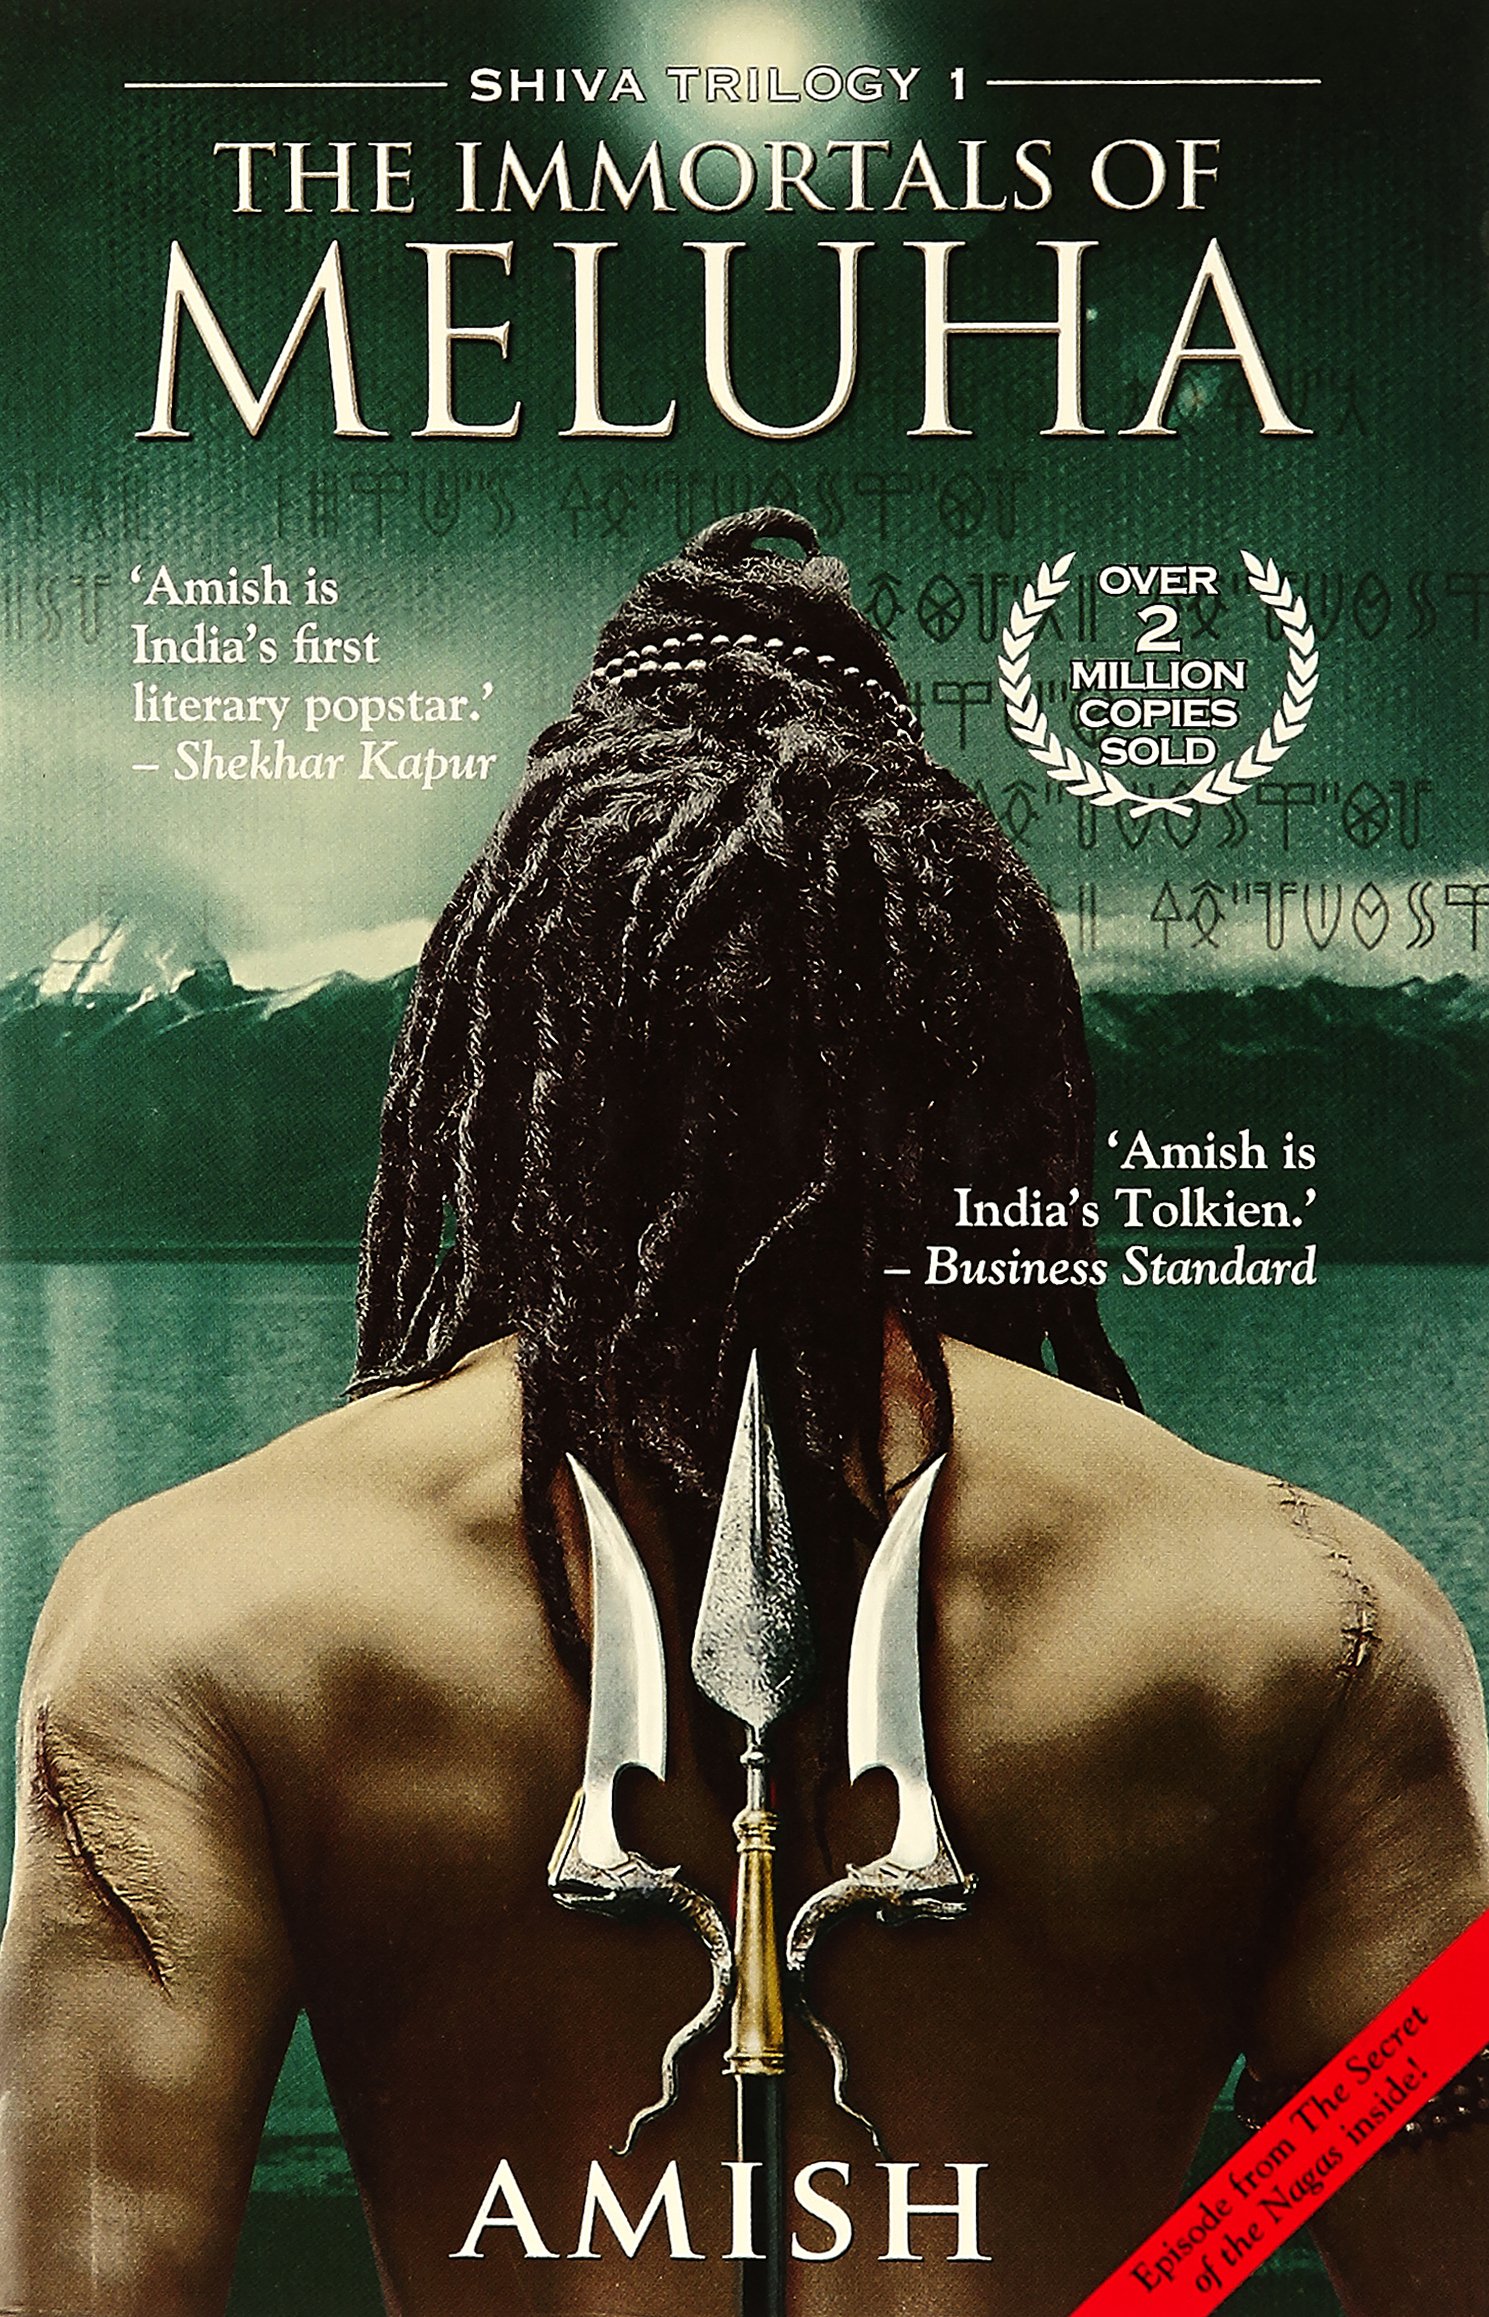 SHIVA TRILOGY 1
THE IMMORTALS OF
MELUHA
‘Amish is
India’s first
literary popstar.’
– Shekhar Kapur
OVER
2
MILLION
COPIES
SOLD
‘Amish is
India’s Tolkien.’
– Business Standard
AMISH
Episode from The Secret
of the Nagas inside!